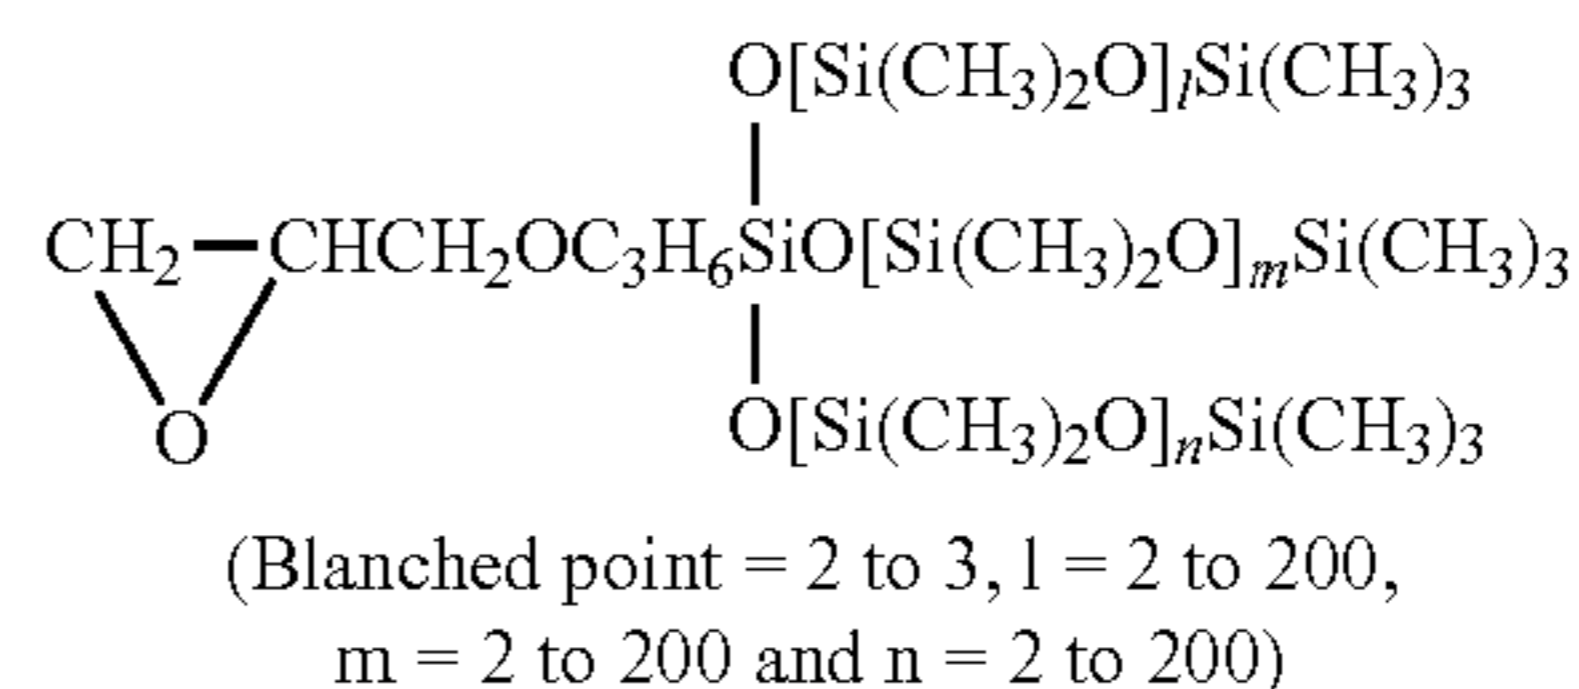 O[Si(CH₃)₂O]ₗSi(CH₃)₃
CH₂—CHCH₂OC₃H₆SiO[Si(CH₃)₂O]ₘSi(CH₃)₃
O
O[Si(CH₃)₂O]ₙSi(CH₃)₃
(Blanched point = 2 to 3, l = 2 to 200,
m = 2 to 200 and n = 2 to 200)